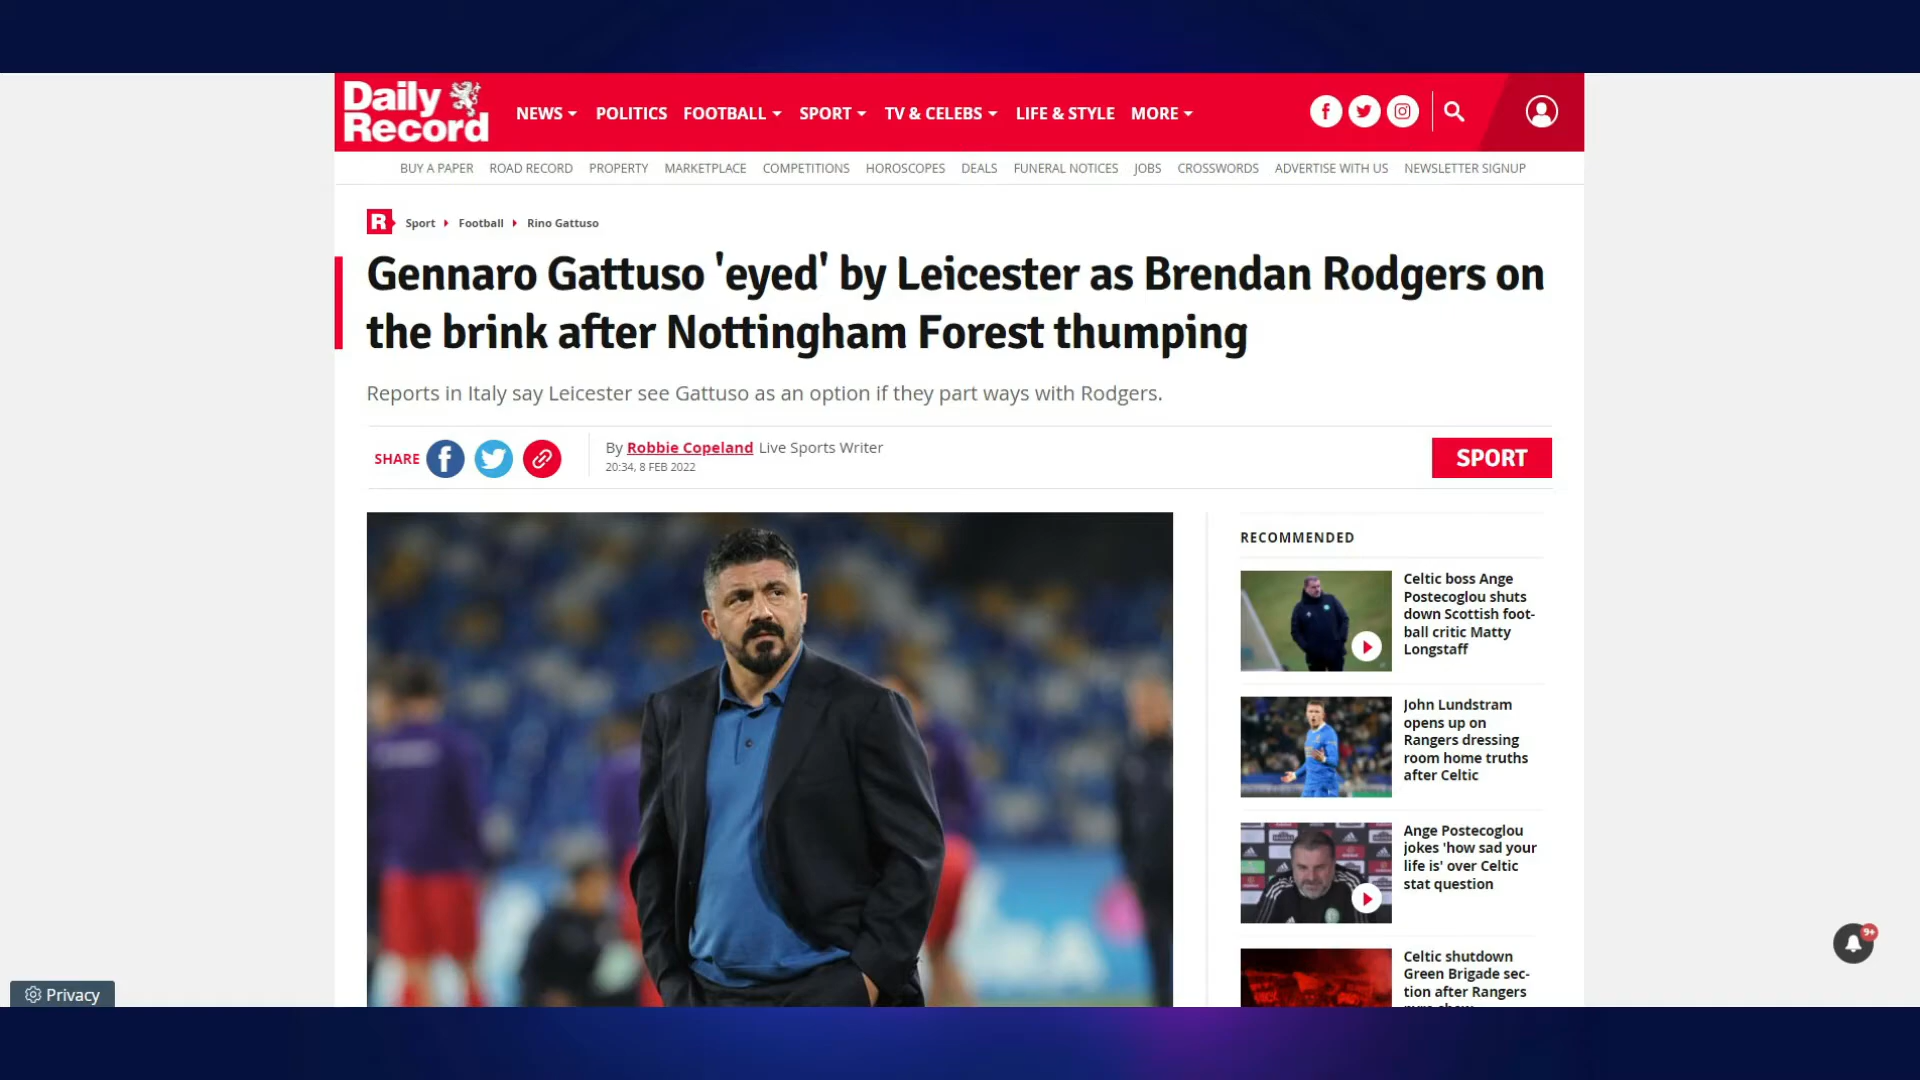 Daily
Record
NEWS
POLITICS
FOOTBALL
SPORT
TV & CELEBS
LIFE & STYLE
MORE
BUY A PAPER
ROAD RECORD
PROPERTY
MARKETPLACE
COMPETITIONS
HOROSCOPES
DEALS
FUNERAL NOTICES
JOBS
CROSSWORDS
ADVERTISE WITH US
NEWSLETTER SIGNUP
R
Sport
Football
Rino Gattuso
Gennaro Gattuso 'eyed' by Leicester as Brendan Rodgers on
the brink after Nottingham Forest thumping
Reports in Italy say Leicester see Gattuso as an option if they part ways with Rodgers.
SHARE
By Robbie Copeland Live Sports Writer
20:34, 8 FEB 2022
SPORT
RECOMMENDED
Celtic boss Ange
Postecoglou shuts
down Scottish foot-
ball critic Matty
Longstaff
John Lundstram
opens up on
Rangers dressing
room home truths
after Celtic
Ange Postecoglou
jokes 'how sad your
life is' over Celtic
stat question
Celtic shutdown
Green Brigade sec-
tion after Rangers
9+
Privacy